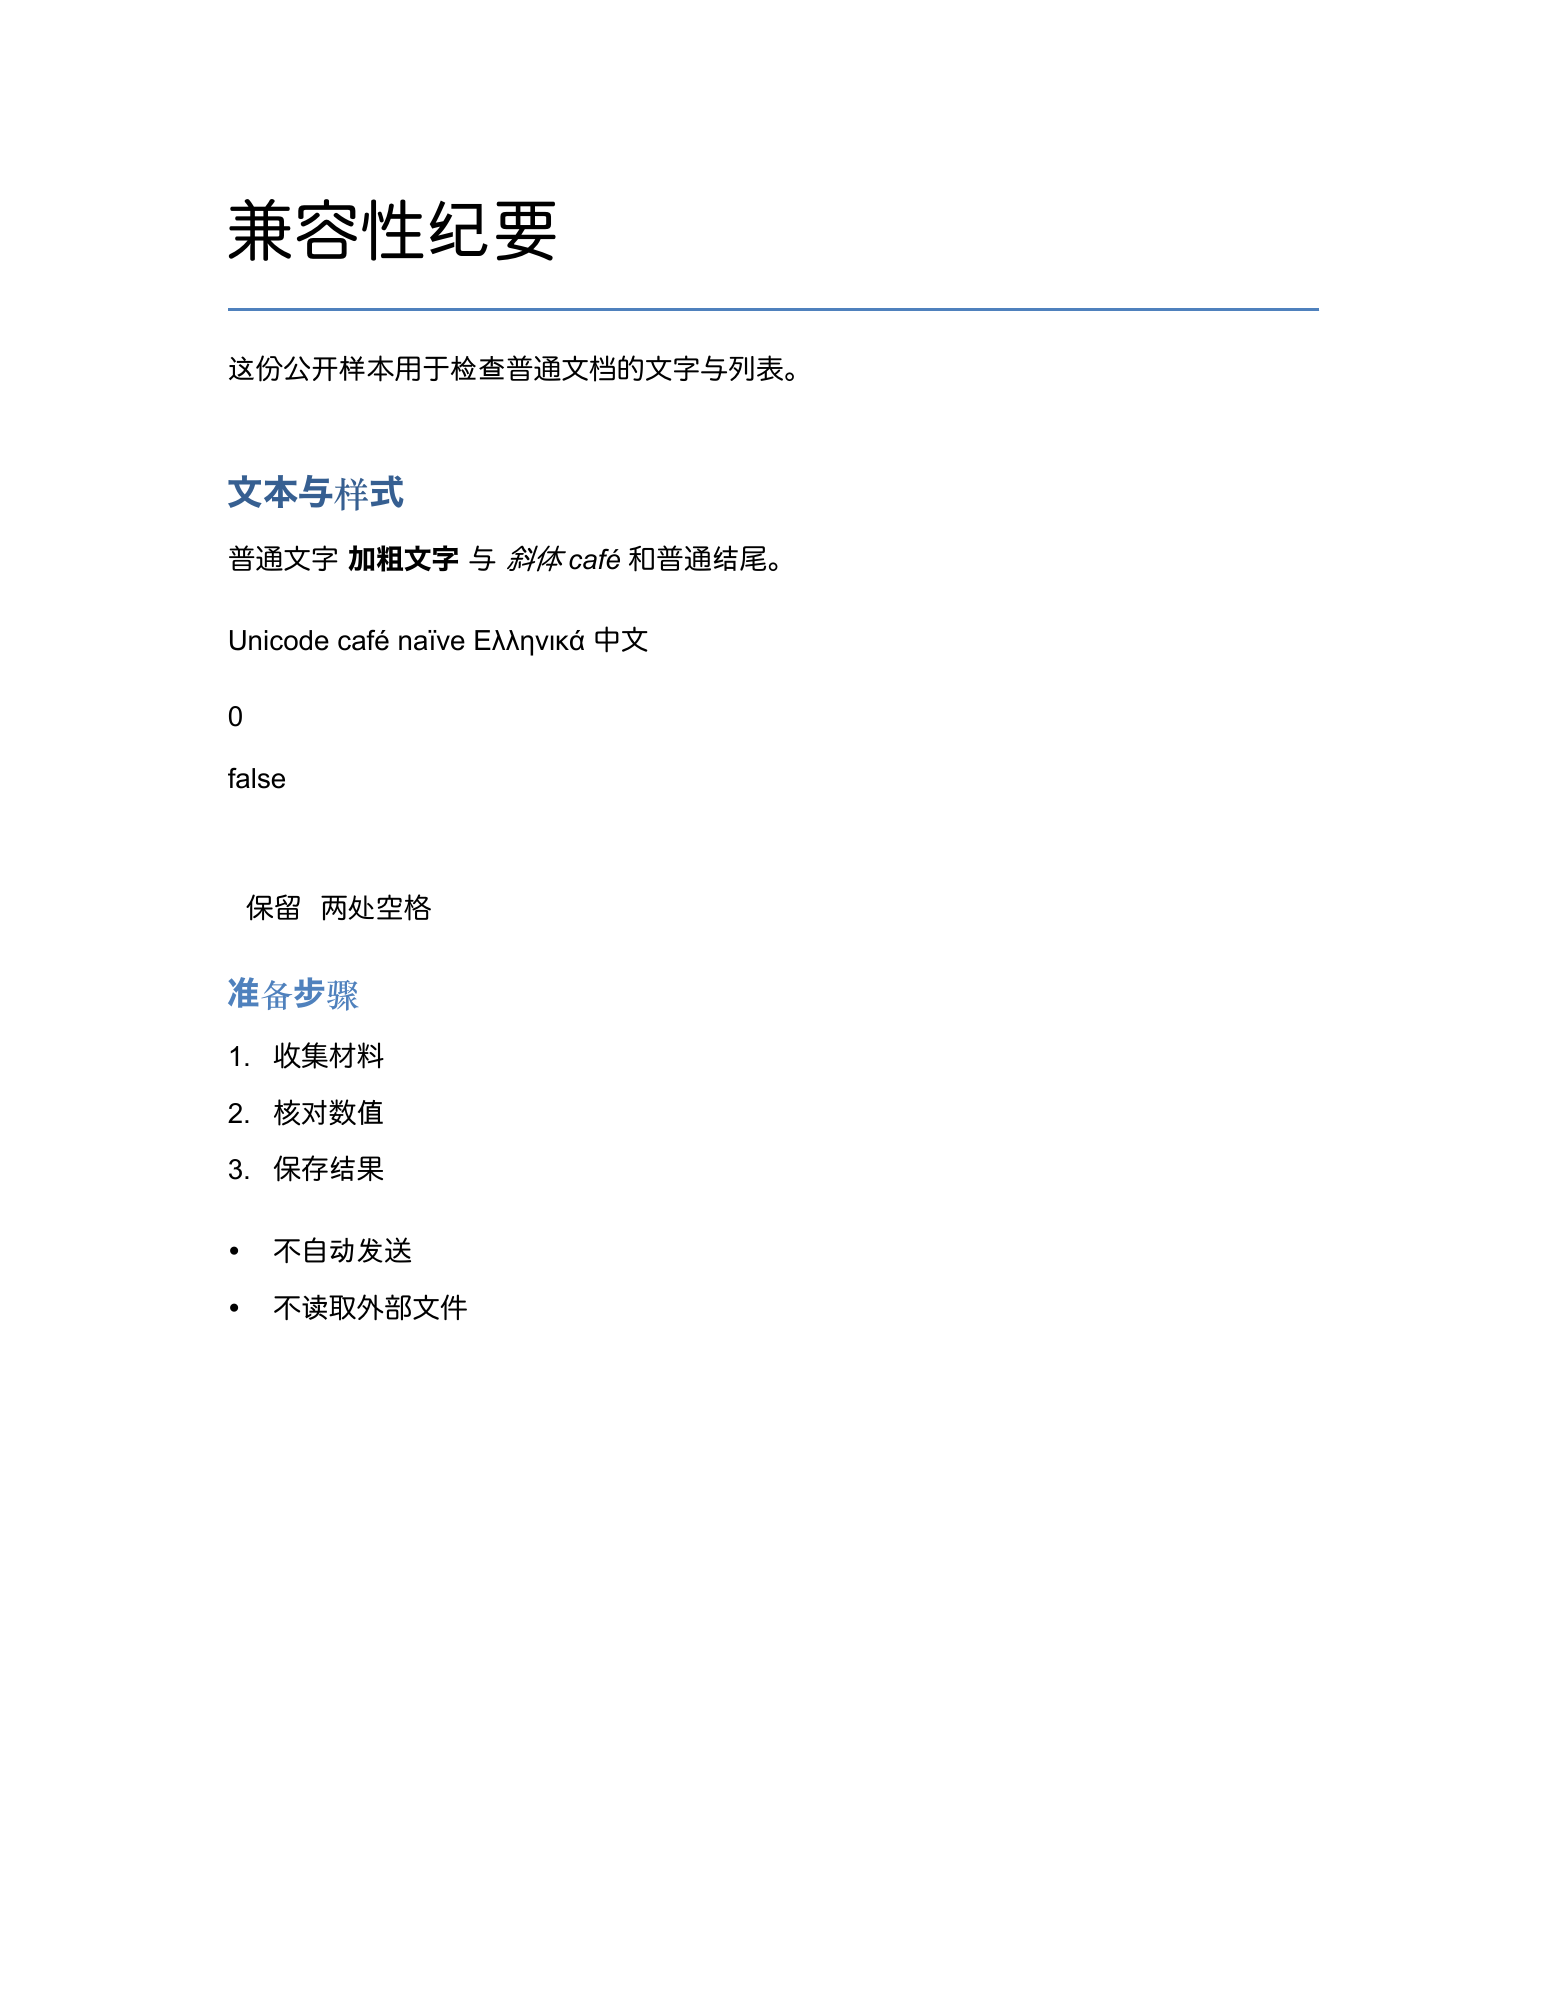 兼容性纪要
这份公开样本用于检查普通文档的文字与列表。
文本与样式
普通文字 加粗文字 与 斜体 café 和普通结尾。
Unicode café naïve Ελληνικά 中文
0
false
  保留  两处空格
准备步骤
1. 收集材料
2. 核对数值
3. 保存结果
• 不自动发送
• 不读取外部文件